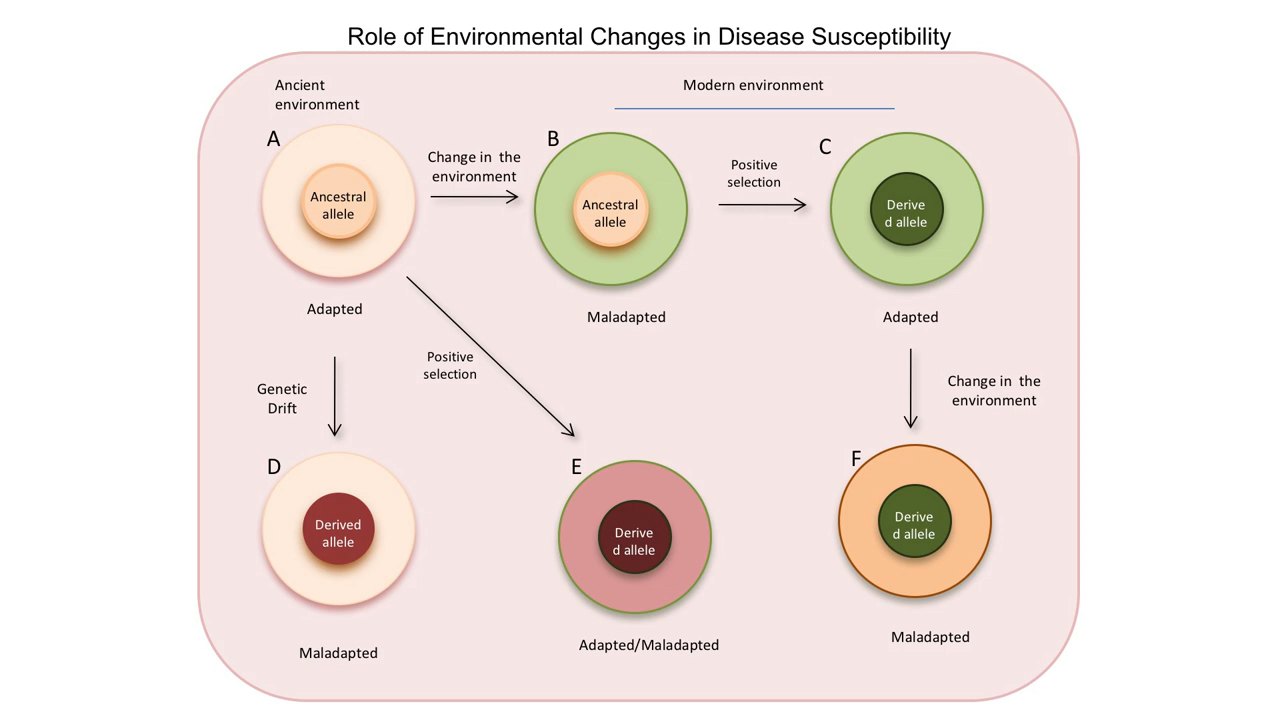 Role of Environmental Changes in Disease Susceptibility
Ancient
environment
Modern environment
A
Ancestral
allele
Adapted
Change in the
environment
B
Ancestral
allele
Maladapted
Positive
selection
C
Derive
d allele
Adapted
Genetic
Drift
Positive
selection
Change in the
environment
D
Derived
allele
Maladapted
E
Derive
d allele
Adapted/Maladapted
F
Derive
d allele
Maladapted